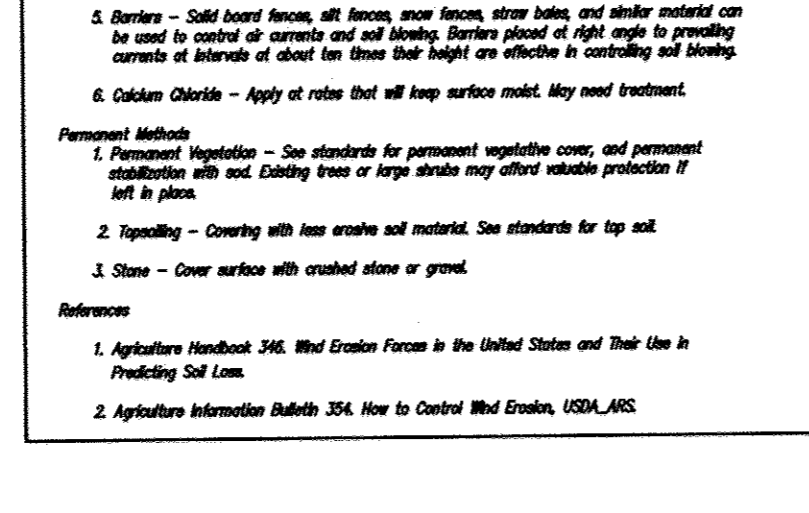 5. Barriers – Solid board fences, silt fences, snow fences, straw bales, and similar material can
be used to control air currents and soil blowing. Barriers placed at right angle to prevailing
currents at intervals of about ten times their height are effective in controlling soil blowing.
6. Calcium Chloride – Apply at rates that will keep surface moist. May need treatment.
Permanent Methods
1. Permanent Vegetation – See standards for permanent vegetative cover, and permanent
stabilization with sod. Existing trees or large shrubs may afford valuable protection if
left in place.
2. Topsoiling – Covering with less erosive soil material. See standards for top soil.
3. Stone – Cover surface with crushed stone or gravel.
References
1. Agriculture Handbook 346. Wind Erosion Forces in the United States and Their Use in
Predicting Soil Loss.
2. Agriculture Information Bulletin 354. How to Control Wind Erosion, USDA_ARS.